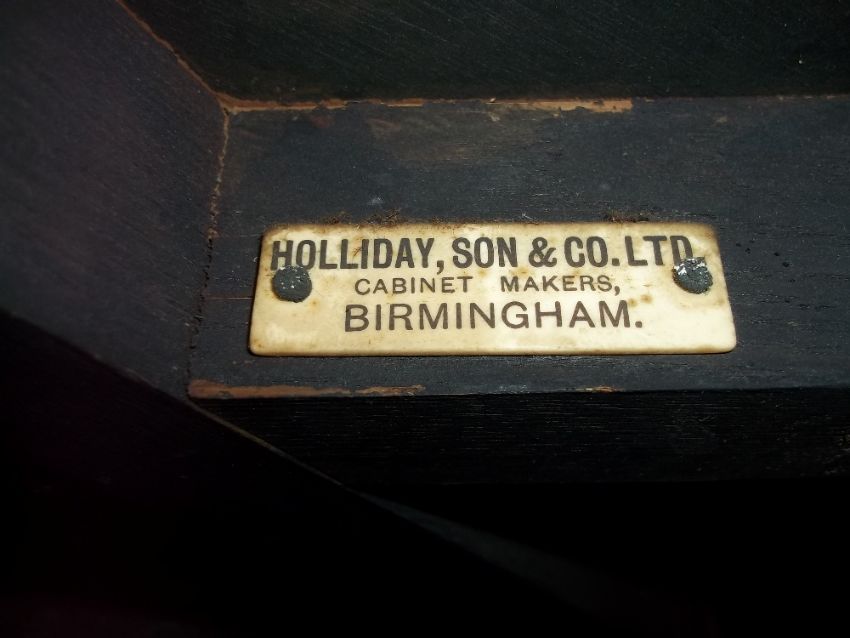 HOLLIDAY, SON & CO. LTD.
CABINET MAKERS,
BIRMINGHAM.